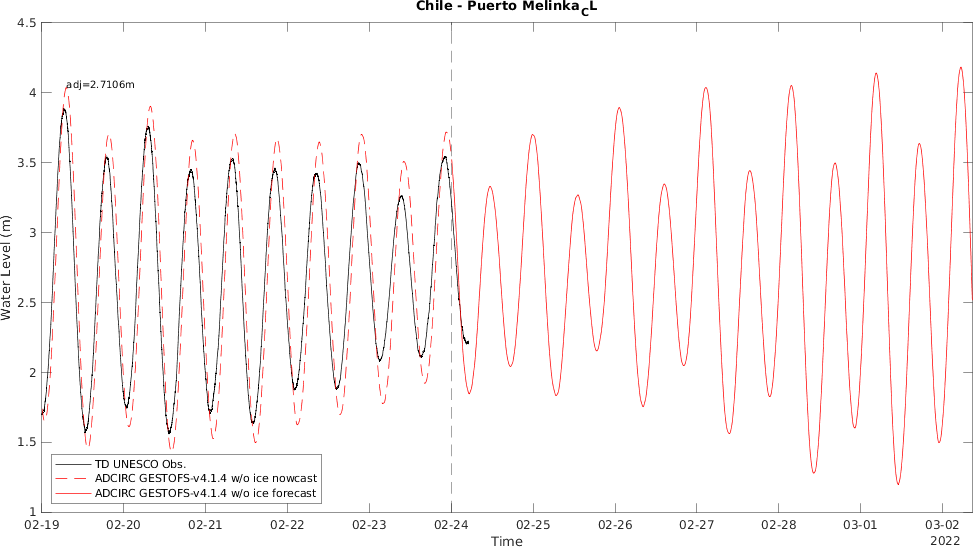 Chile - Puerto Melinka_CL
adj=2.7106m
4.5
4
3.5
3
2.5
2
1.5
1
Water Level (m)
TD UNESCO Obs.
ADCIRC GESTOFS-v4.1.4 w/o ice nowcast
ADCIRC GESTOFS-v4.1.4 w/o ice forecast
02-19 02-20 02-21 02-22 02-23 02-24 02-25 02-26 02-27 02-28 03-01 03-02
Time
2022